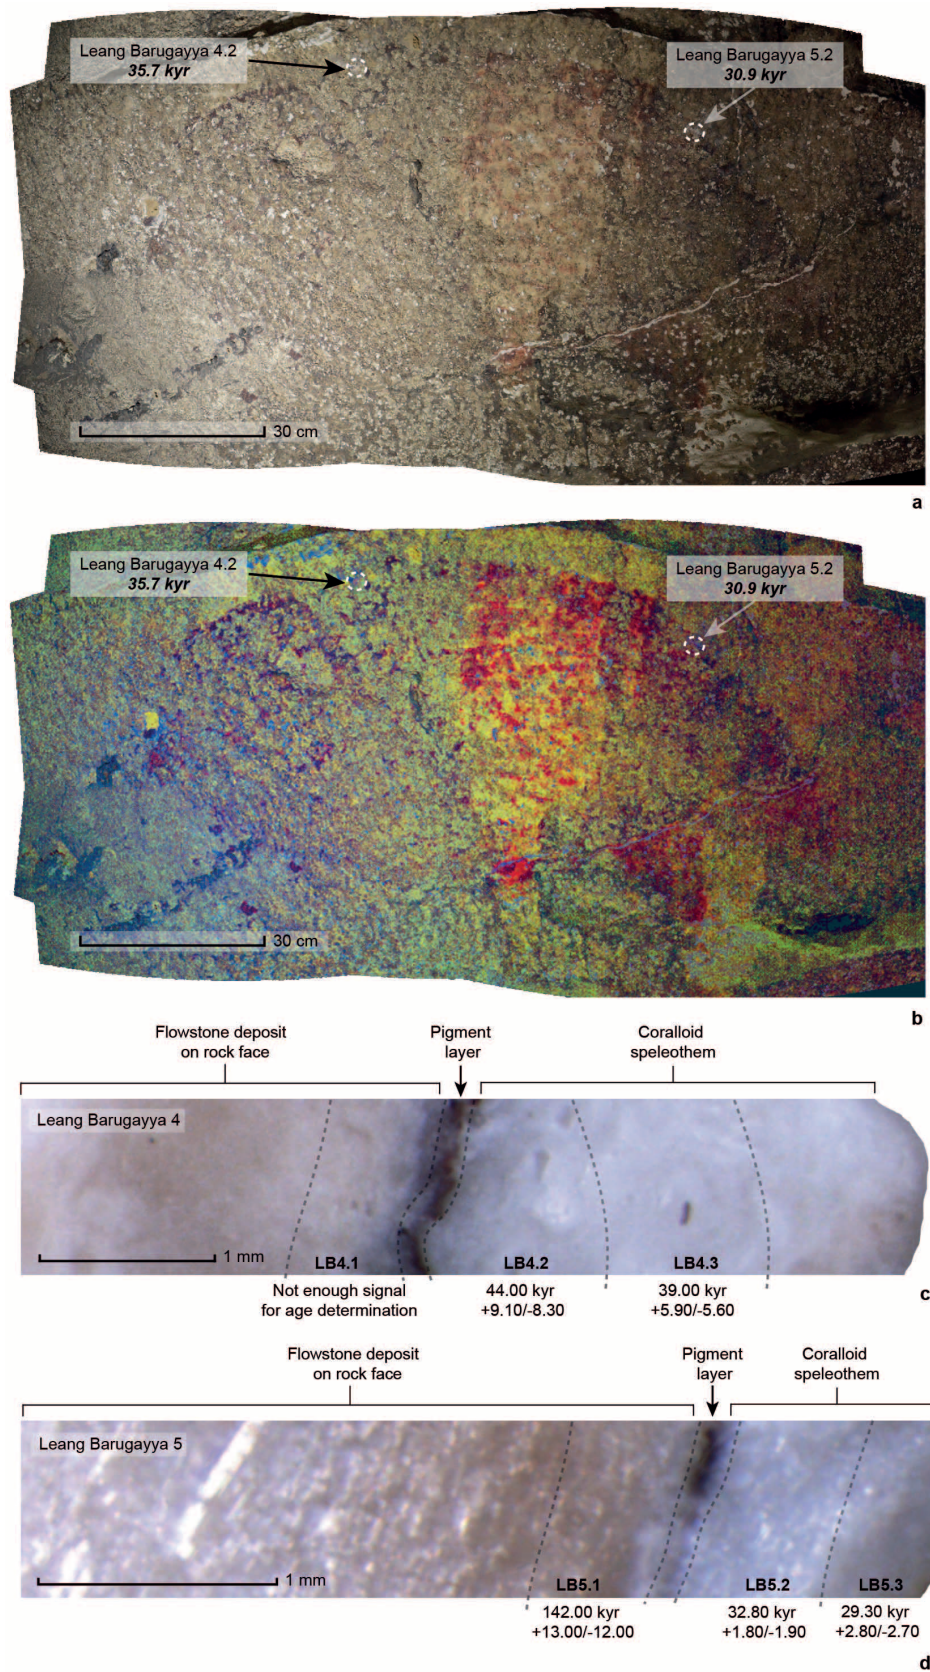 Leang Barugayya 4.2
35.7 kyr
Leang Barugayya 5.2
30.9 kyr
30 cm
a
Leang Barugayya 4.2
35.7 kyr
Leang Barugayya 5.2
30.9 kyr
30 cm
b
Flowstone deposit
on rock face
Pigment
layer
Coralloid
speleothem
Leang Barugayya 4
1 mm
LB4.1
LB4.2
LB4.3
Not enough signal
for age determination
44.00 kyr
+9.10/-8.30
39.00 kyr
+5.90/-5.60
c
Flowstone deposit
on rock face
Pigment
layer
Coralloid
speleothem
Leang Barugayya 5
1 mm
LB5.1
LB5.2
LB5.3
142.00 kyr
+13.00/-12.00
32.80 kyr
+1.80/-1.90
29.30 kyr
+2.80/-2.70
d